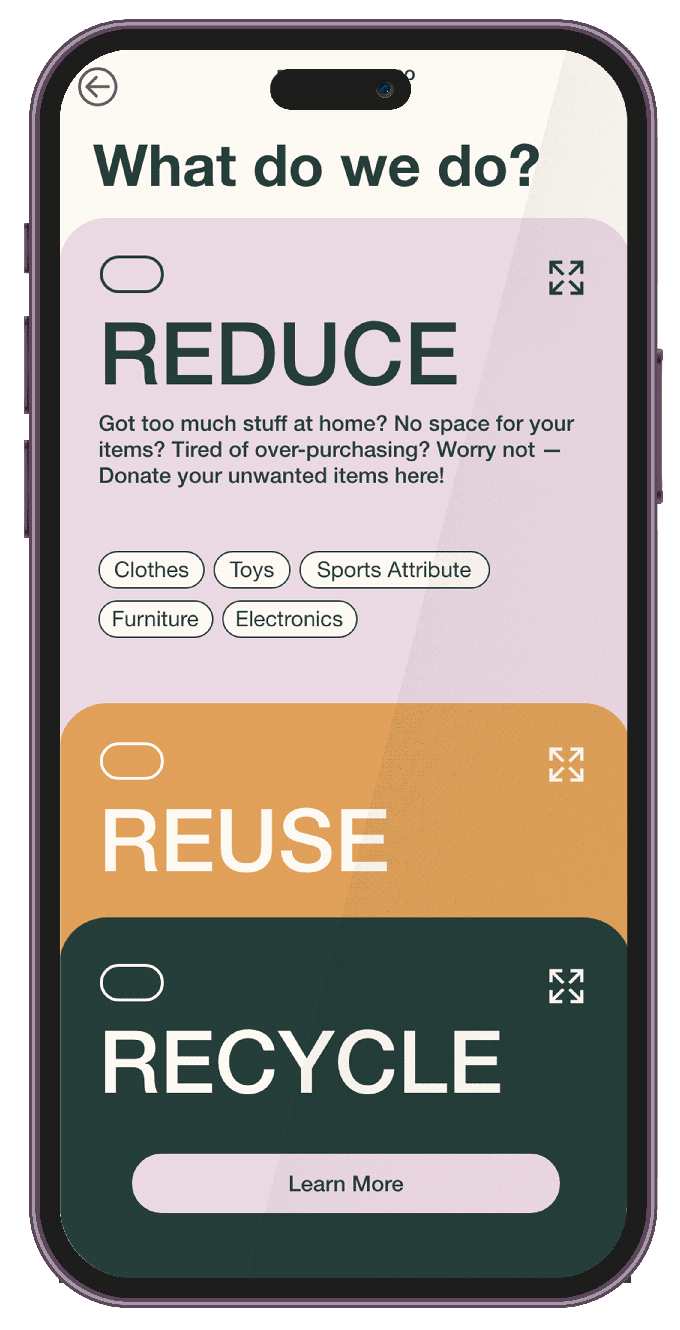 What do we do?
REDUCE
Got too much stuff at home? No space for your
items? Tired of over-purchasing? Worry not —
Donate your unwanted items here!
Clothes Toys Sports Attribute
Furniture Electronics
REUSE
RECYCLE
Learn More